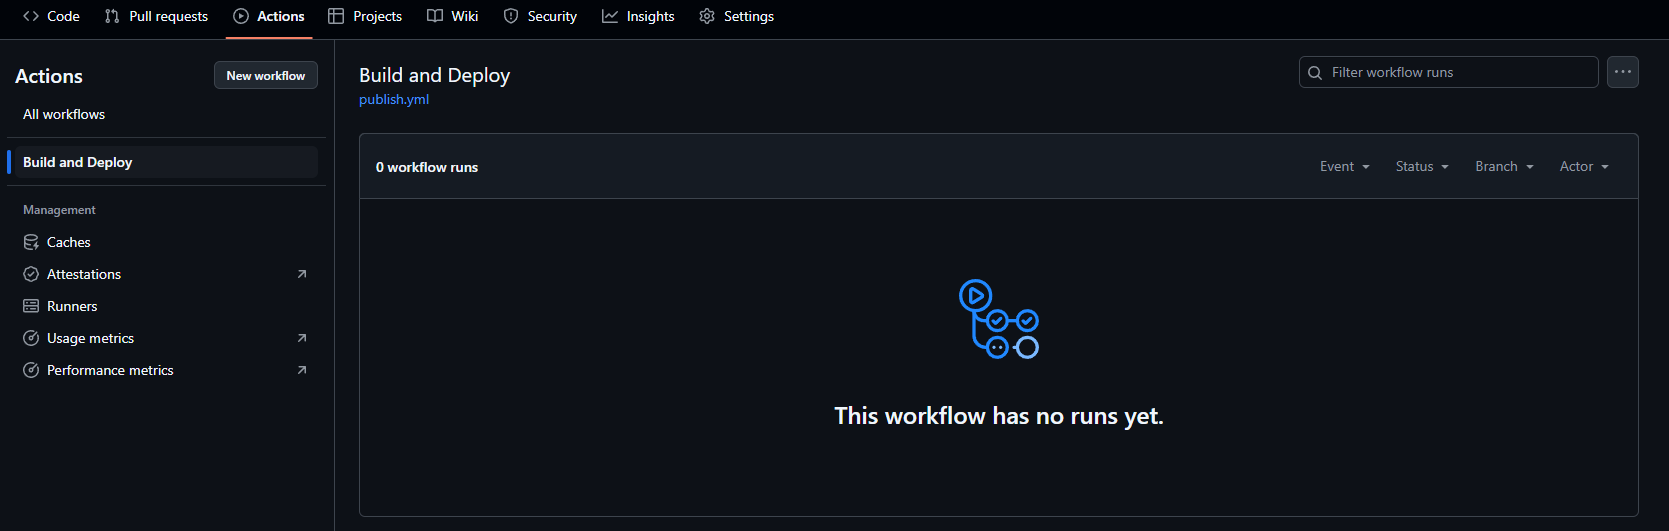 Code Pull requests Actions Projects Wiki Security Insights Settings
Actions
New workflow
All workflows
Build and Deploy
Management
Caches
Attestations
Runners
Usage metrics
Performance metrics
Build and Deploy
publish.yml
Filter workflow runs
0 workflow runs
Event Status Branch Actor
This workflow has no runs yet.